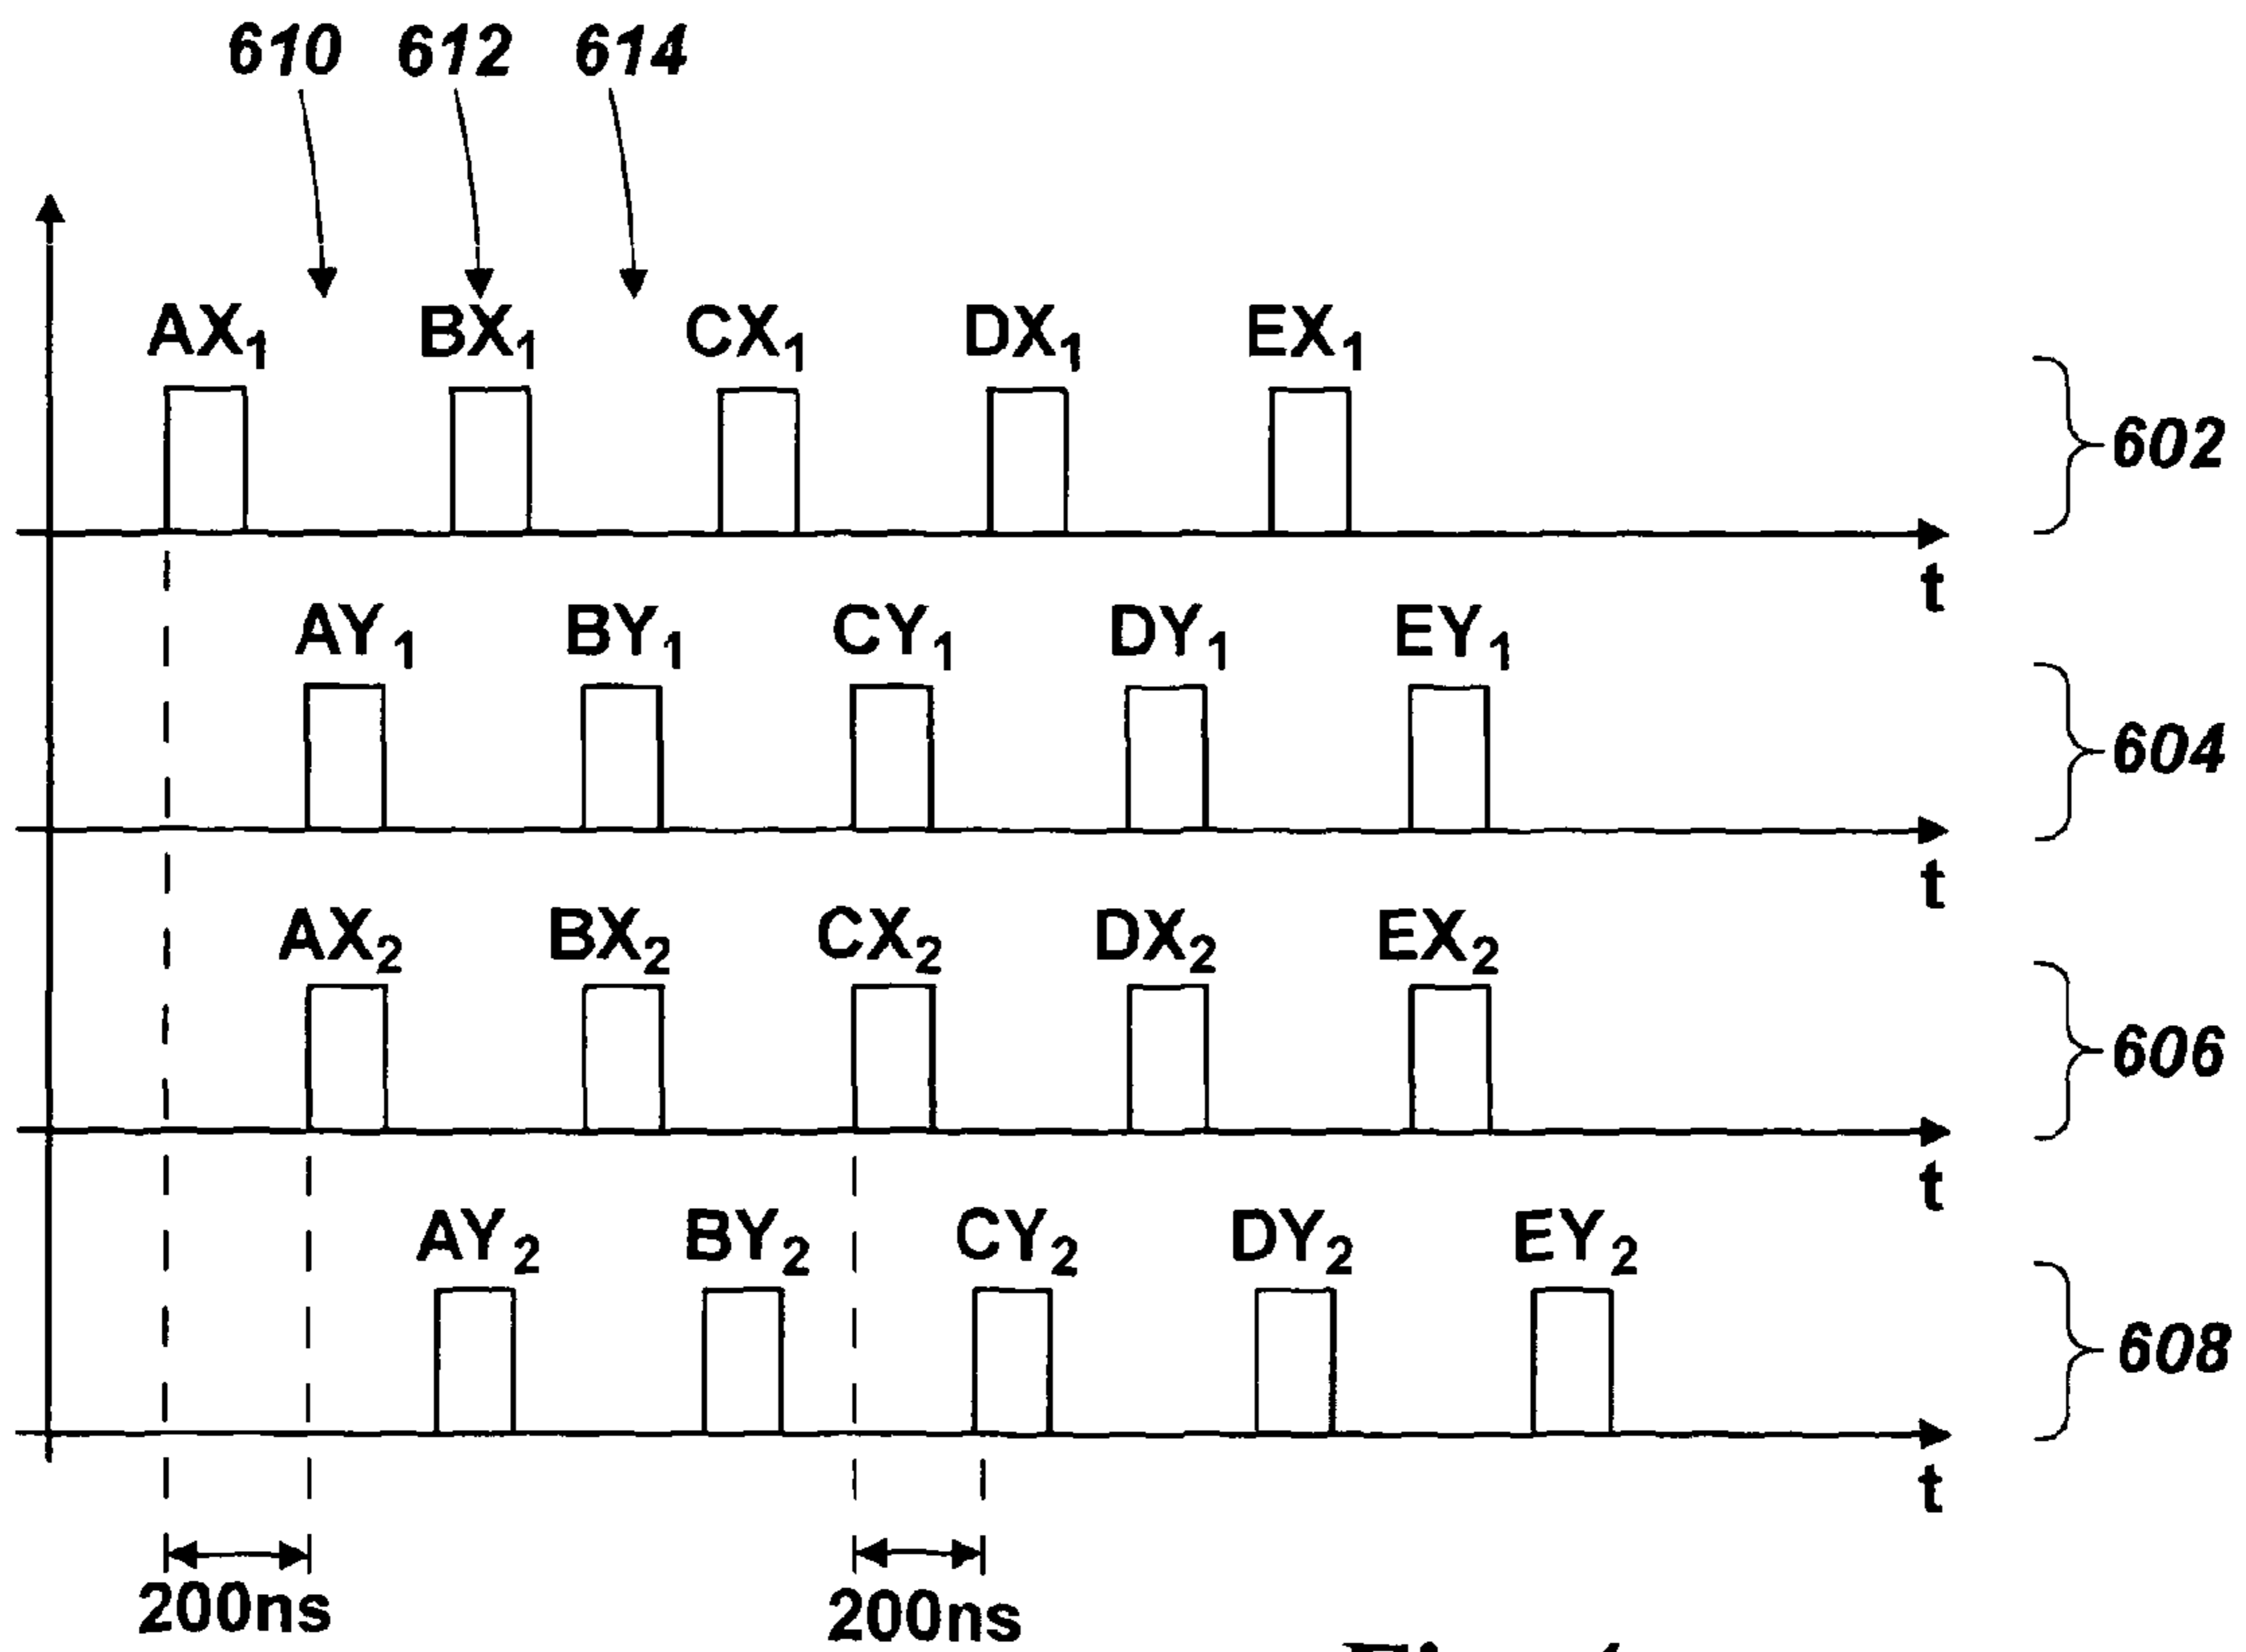 610 612 614
AX1 BX1 CX1 DX1 EX1
602
t
AY1 BY1 CY1 DY1 EY1
604
t
AX2 BX2 CX2 DX2 EX2
606
t
AY2 BY2 CY2 DY2 EY2
608
t
200ns 200ns